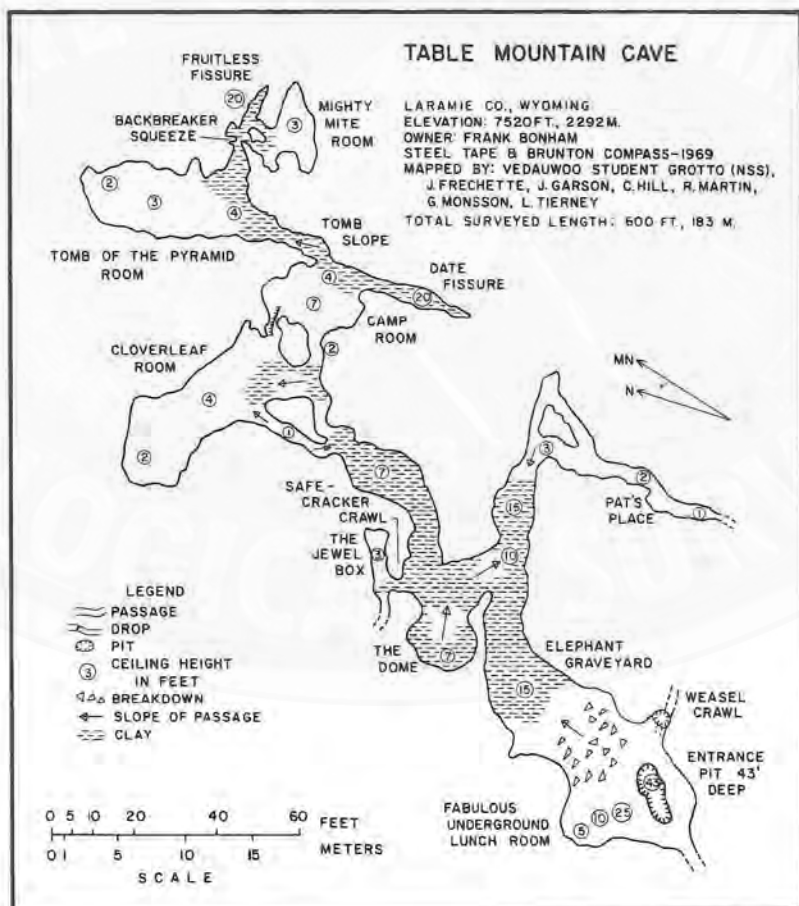 TABLE MOUNTAIN CAVE
LARAMIE CO., WYOMING
ELEVATION: 7520FT., 2292M.
OWNER: FRANK BONHAM
STEEL TAPE & BRUNTON COMPASS-1969
MAPPED BY: VEDAUWOO STUDENT GROTTO (NSS),
J. FRECHETTE, J. GARSON, C. HILL, R. MARTIN,
G. MONSSON, L. TIERNEY
TOTAL SURVEYED LENGTH: 600 FT., 183 M.
FRUITLESS
FISSURE
20
BACKBREAKER
SQUEEZE
3
MIGHTY
MITE
ROOM
2
3
4
TOMB OF THE PYRAMID
ROOM
TOMB
SLOPE
4
DATE
FISSURE
20
7
CAMP
ROOM
2
CLOVERLEAF
ROOM
4
2
1
MN
N
7
SAFE-
CRACKER
CRAWL
THE
JEWEL
BOX
3
3
2
1
PAT'S
PLACE
10
THE
DOME
7
ELEPHANT
GRAVEYARD
15
WEASEL
CRAWL
ENTRANCE
PIT 43'
DEEP
43
FABULOUS
UNDERGROUND
LUNCH ROOM
10
25
LEGEND
PASSAGE
DROP
PIT
3
CEILING HEIGHT
IN FEET
BREAKDOWN
SLOPE OF PASSAGE
CLAY
0 5 10 20 40 60 FEET
0 1 5 10 15 METERS
SCALE